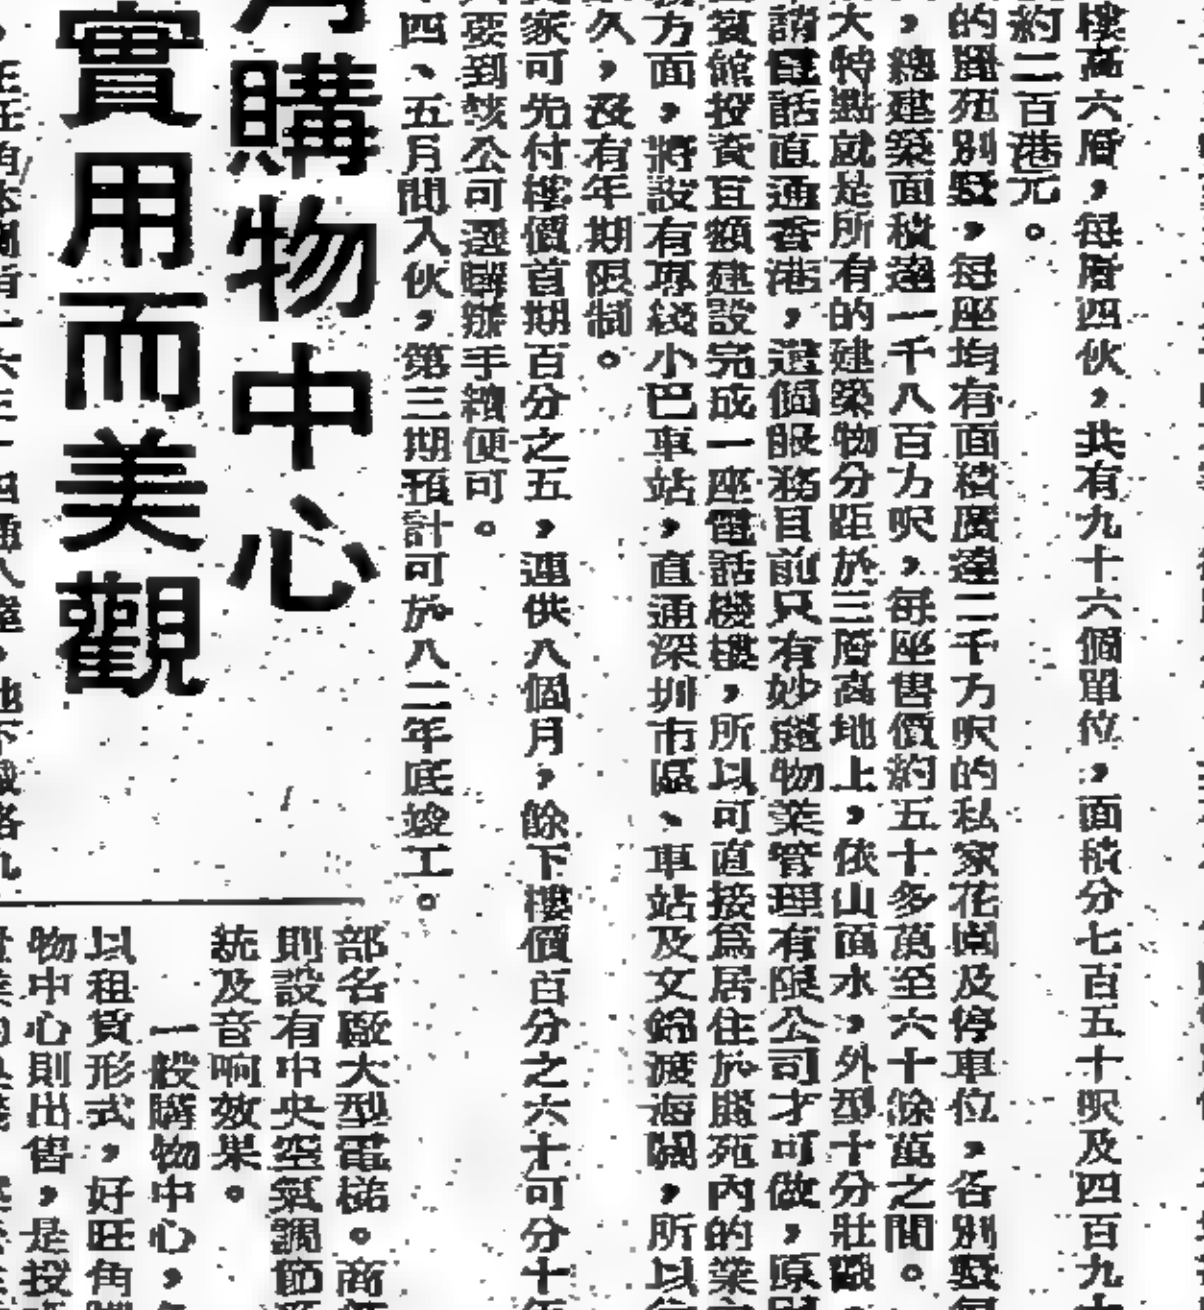 樓高六層，每層四伙，共有九十六個單位，面積分七百五十呎及四百九十
約二百港元。
的麗苑別墅，每座均有面積廣達二千方呎的私家花園及停車位，各別墅每
，總建築面積達一千八百方呎，每座售價約五十多萬至六十餘萬之間。
大特點就是所有的建築物分距於三層高地上，依山面水，外型十分壯觀，
請電話直通香港，這個服務目前只有妙麗物業管理有限公司才可做，原因
賓館投資巨額建設完成一座電話機樓，所以可直接爲居住於麗苑內的業主
方面，將設有專綫小巴車站，直通深圳市區、車站及文錦渡海關，所以
久，沒有年期限制。
家可先付樓價首期百分之五，連供八個月，餘下樓價百分之六十可分十年
要到該公司選購辦手續便可。
四、五月間入伙，第三期預計可於八二年底竣工。
購物中心
實用而美觀
部名廠大型電梯。商
則設有中央空氣調節
統及音响效果。
一般購物中心，
以租賃形式，好旺角
物中心則出售，是投